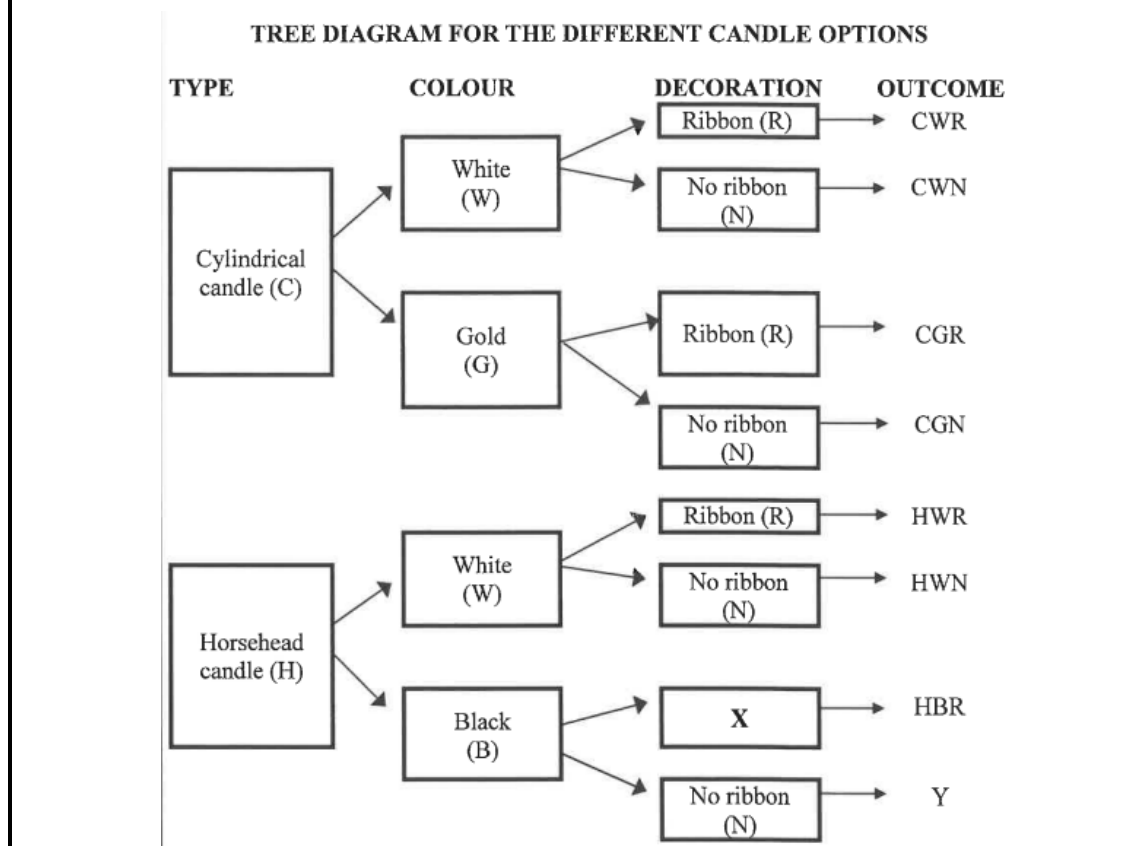 TREE DIAGRAM FOR THE DIFFERENT CANDLE OPTIONS
TYPE COLOUR DECORATION OUTCOME
Cylindrical
candle (C)
White
(W)
Ribbon (R)
CWR
No ribbon
(N)
CWN
Gold
(G)
Ribbon (R)
CGR
No ribbon
(N)
CGN
Horsehead
candle (H)
White
(W)
Ribbon (R)
HWR
No ribbon
(N)
HWN
Black
(B)
X
HBR
No ribbon
(N)
Y